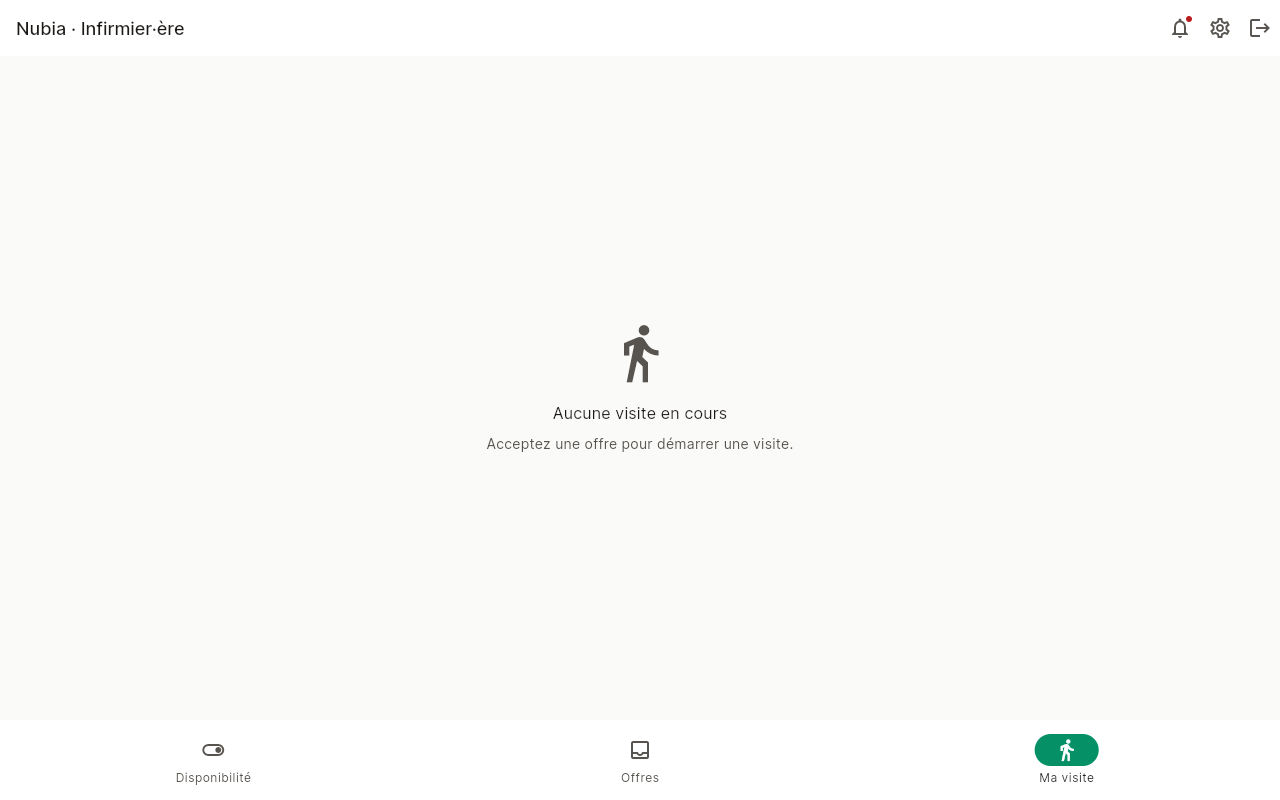 Nubia · Infirmier·ère
Aucune visite en cours
Acceptez une offre pour démarrer une visite.
Disponibilité
Offres
Ma visite